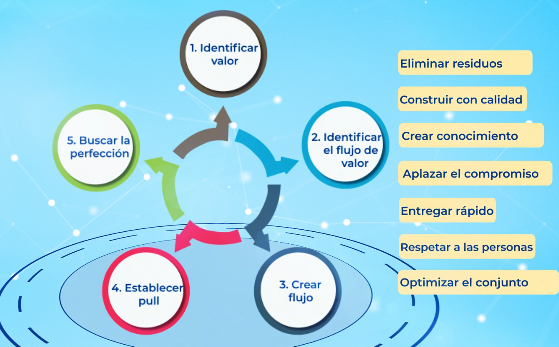 1. Identificar
valor
2. Identificar
el flujo de
valor
3. Crear
flujo
4. Establecer
pull
5. Buscar la
perfección
Eliminar residuos
Construir con calidad
Crear conocimiento
Aplazar el compromiso
Entregar rápido
Respetar a las personas
Optimizar el conjunto